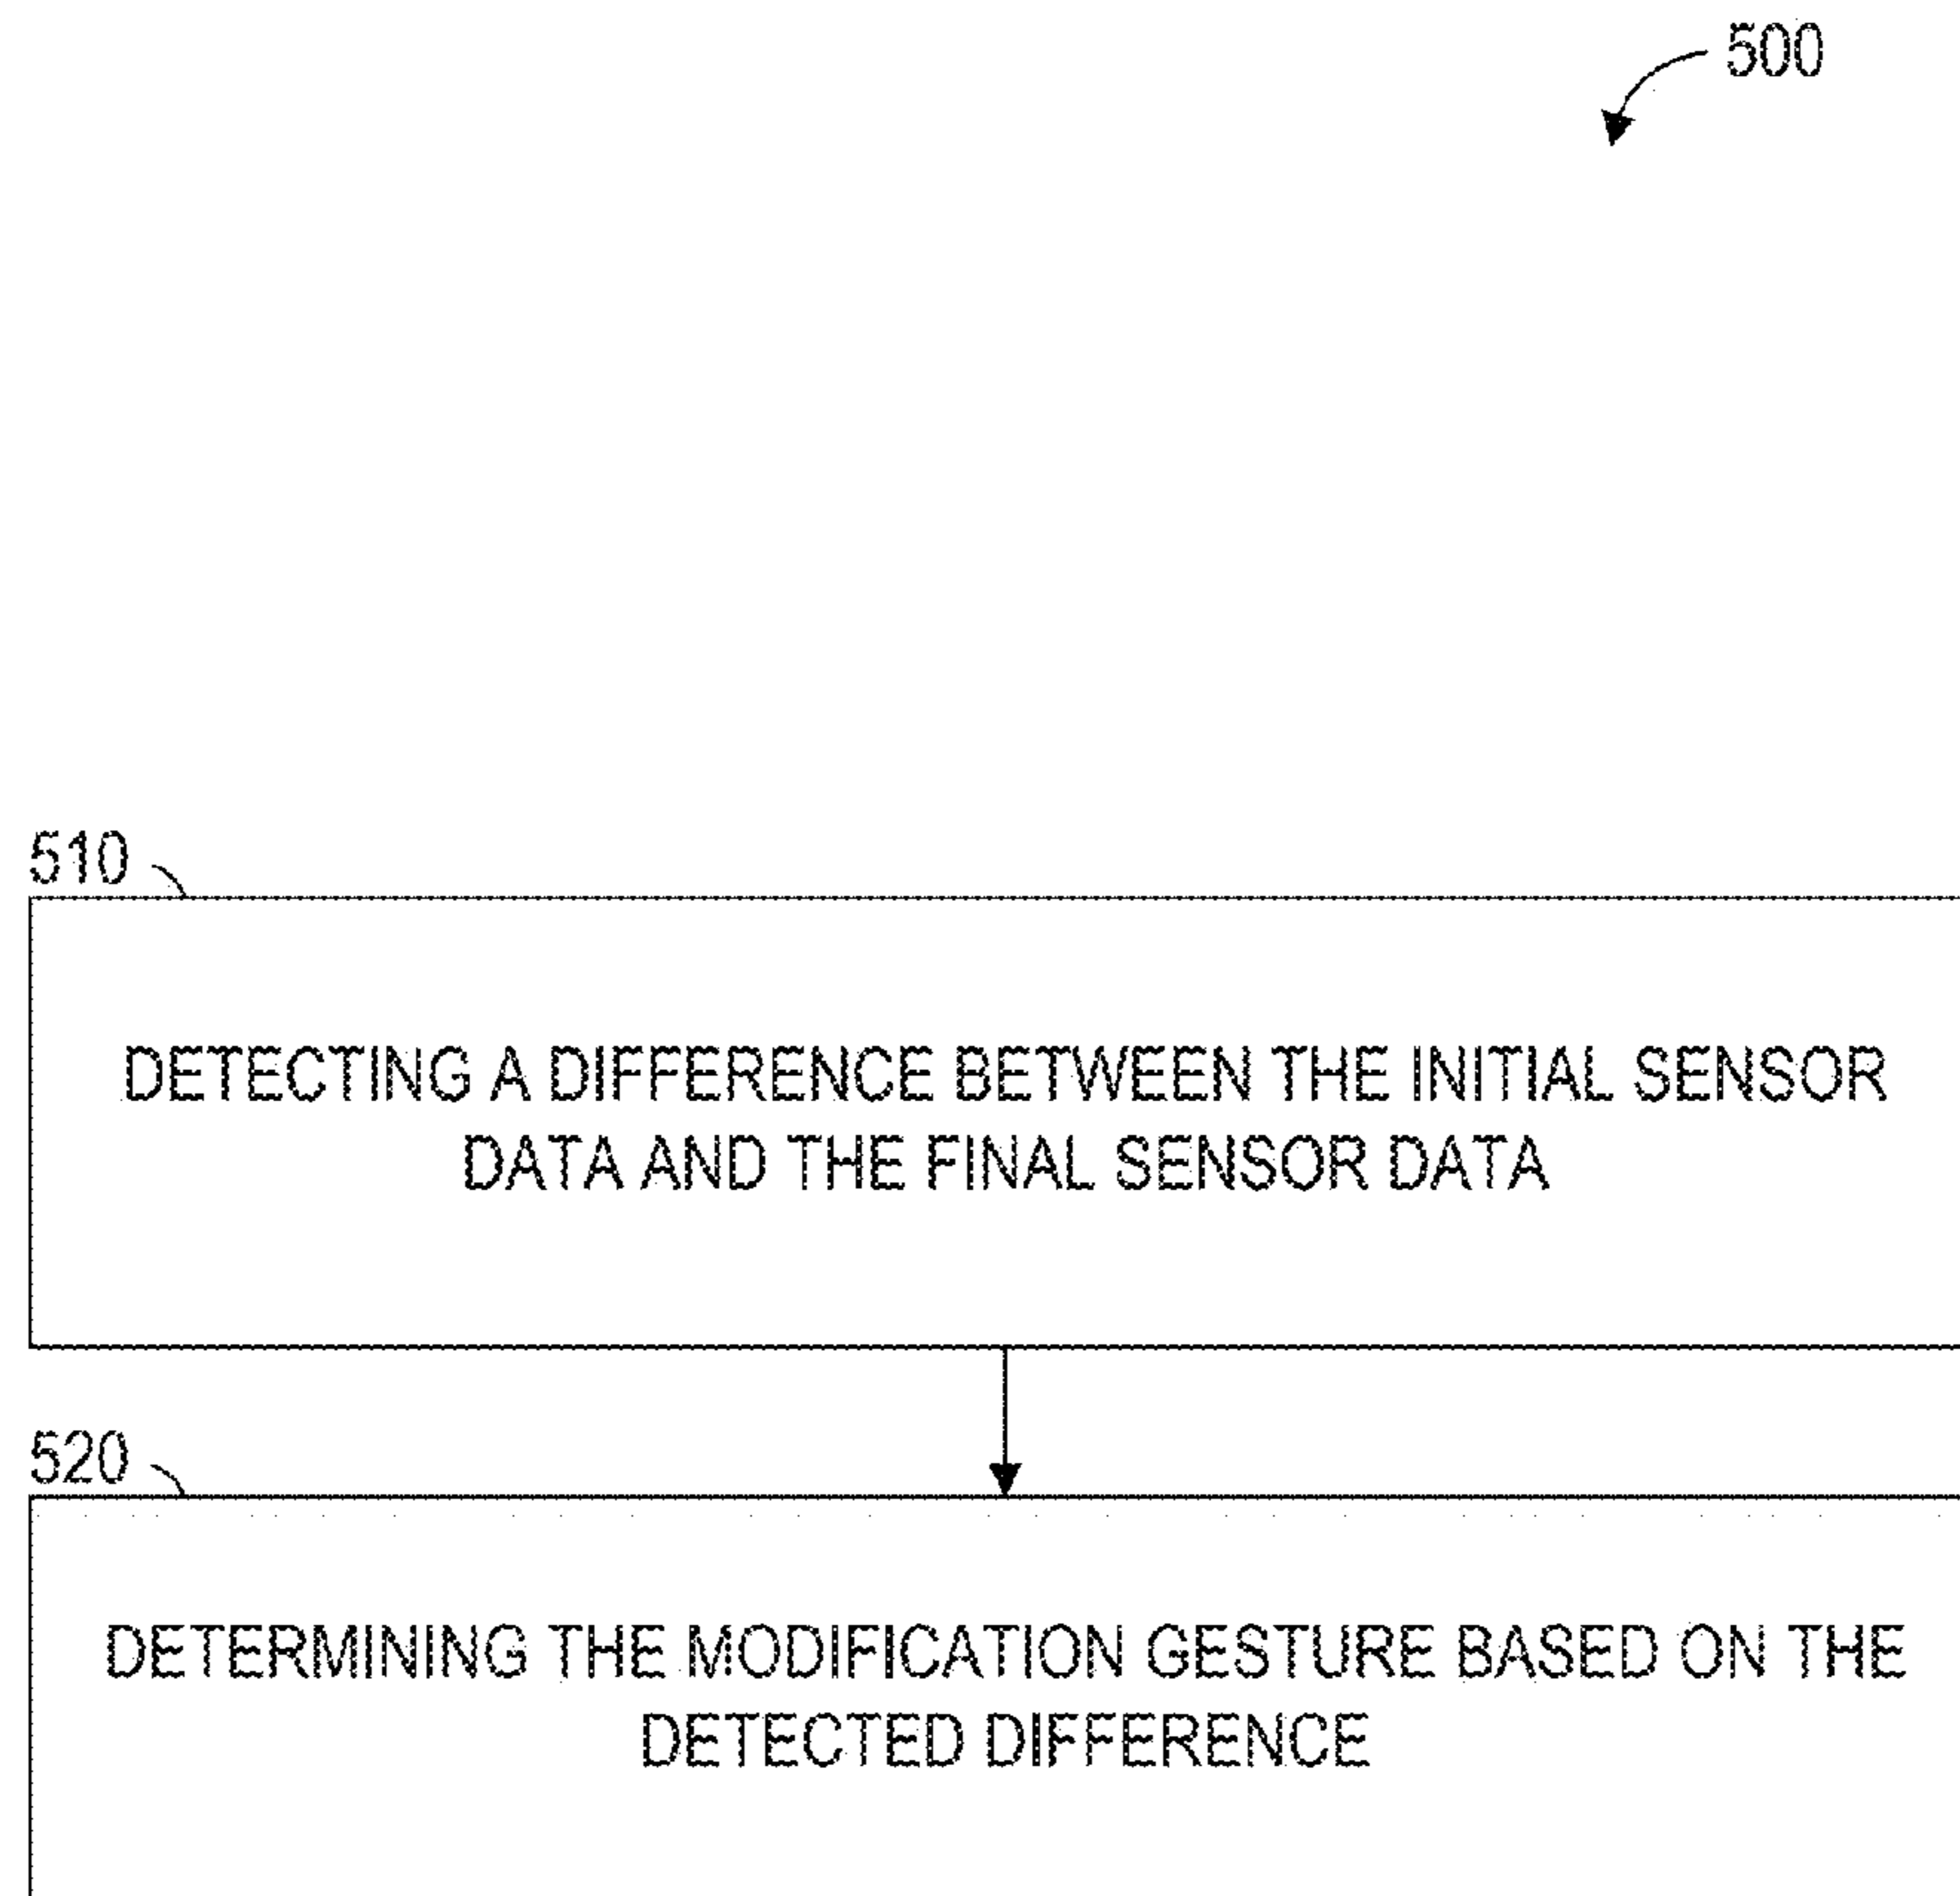 500
510
DETECTING A DIFFERENCE BETWEEN THE INITIAL SENSOR
DATA AND THE FINAL SENSOR DATA
520
DETERMINING THE MODIFICATION GESTURE BASED ON THE
DETECTED DIFFERENCE